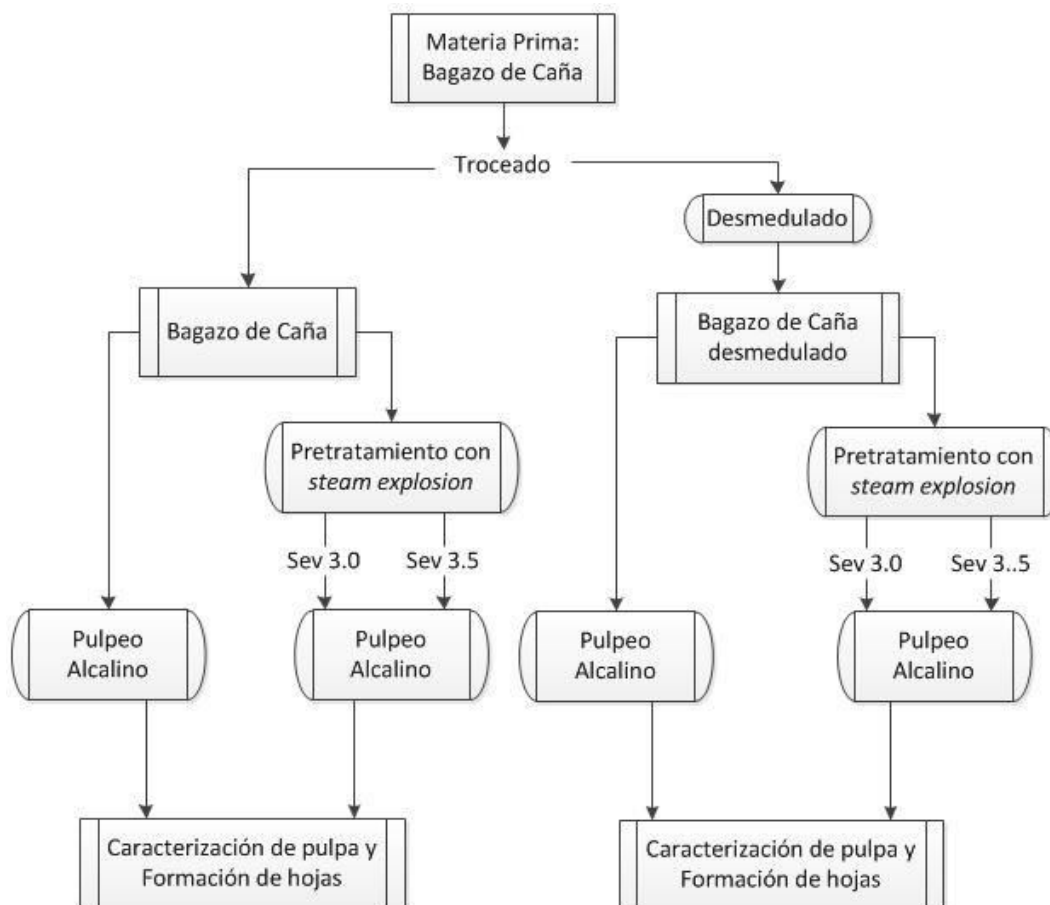 Materia Prima:
Bagazo de Caña
Troceado
Desmedulado
Bagazo de Caña
Bagazo de Caña
desmedulado
Pretratamiento con
steam explosion
Pretratamiento con
steam explosion
Sev 3.0
Sev 3.5
Sev 3.0
Sev 3..5
Pulpeo
Alcalino
Pulpeo
Alcalino
Pulpeo
Alcalino
Pulpeo
Alcalino
Caracterización de pulpa y
Formación de hojas
Caracterización de pulpa y
Formación de hojas